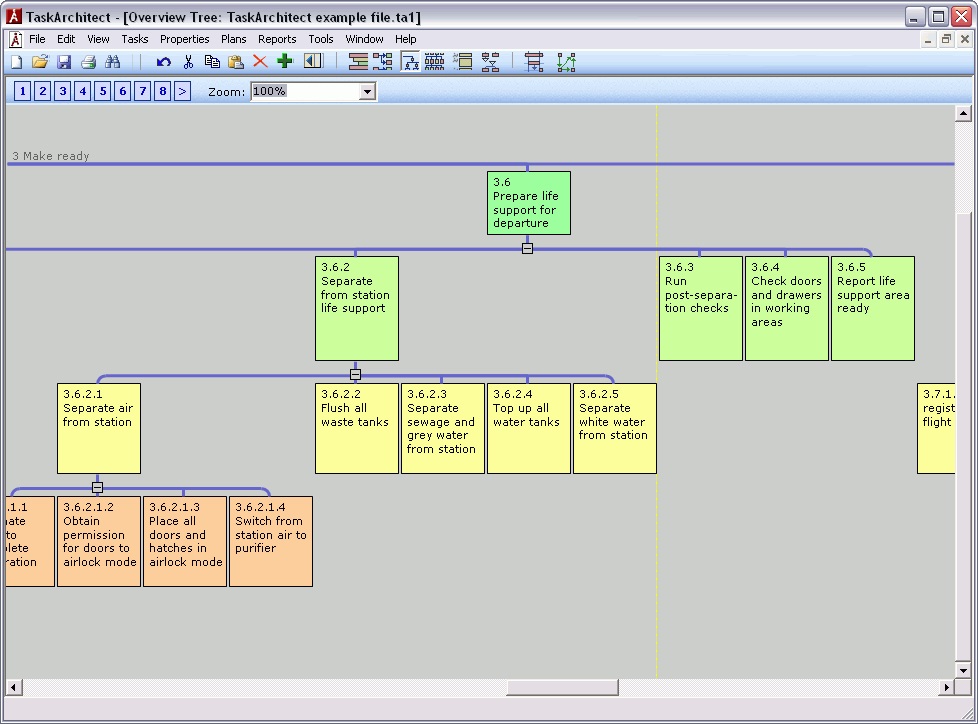 TaskArchitect - [Overview Tree: TaskArchitect example file.ta1]
File Edit View Tasks Properties Plans Reports Tools Window Help
1 2 3 4 5 6 7 8 > Zoom: 100%
3 Make ready
3.6
Prepare life
support for
departure
3.6.2
Separate
from station
life support
3.6.3
Run
post-separa-
tion checks
3.6.4
Check doors
and drawers
in working
areas
3.6.5
Report life
support area
ready
3.6.2.1
Separate air
from station
3.6.2.2
Flush all
waste tanks
3.6.2.3
Separate
sewage and
grey water
from station
3.6.2.4
Top up all
water tanks
3.6.2.5
Separate
white water
from station
3.7.1.
regist
flight
.1.1
nate
to
plete
ration
3.6.2.1.2
Obtain
permission
for doors to
airlock mode
3.6.2.1.3
Place all
doors and
hatches in
airlock mode
3.6.2.1.4
Switch from
station air to
purifier